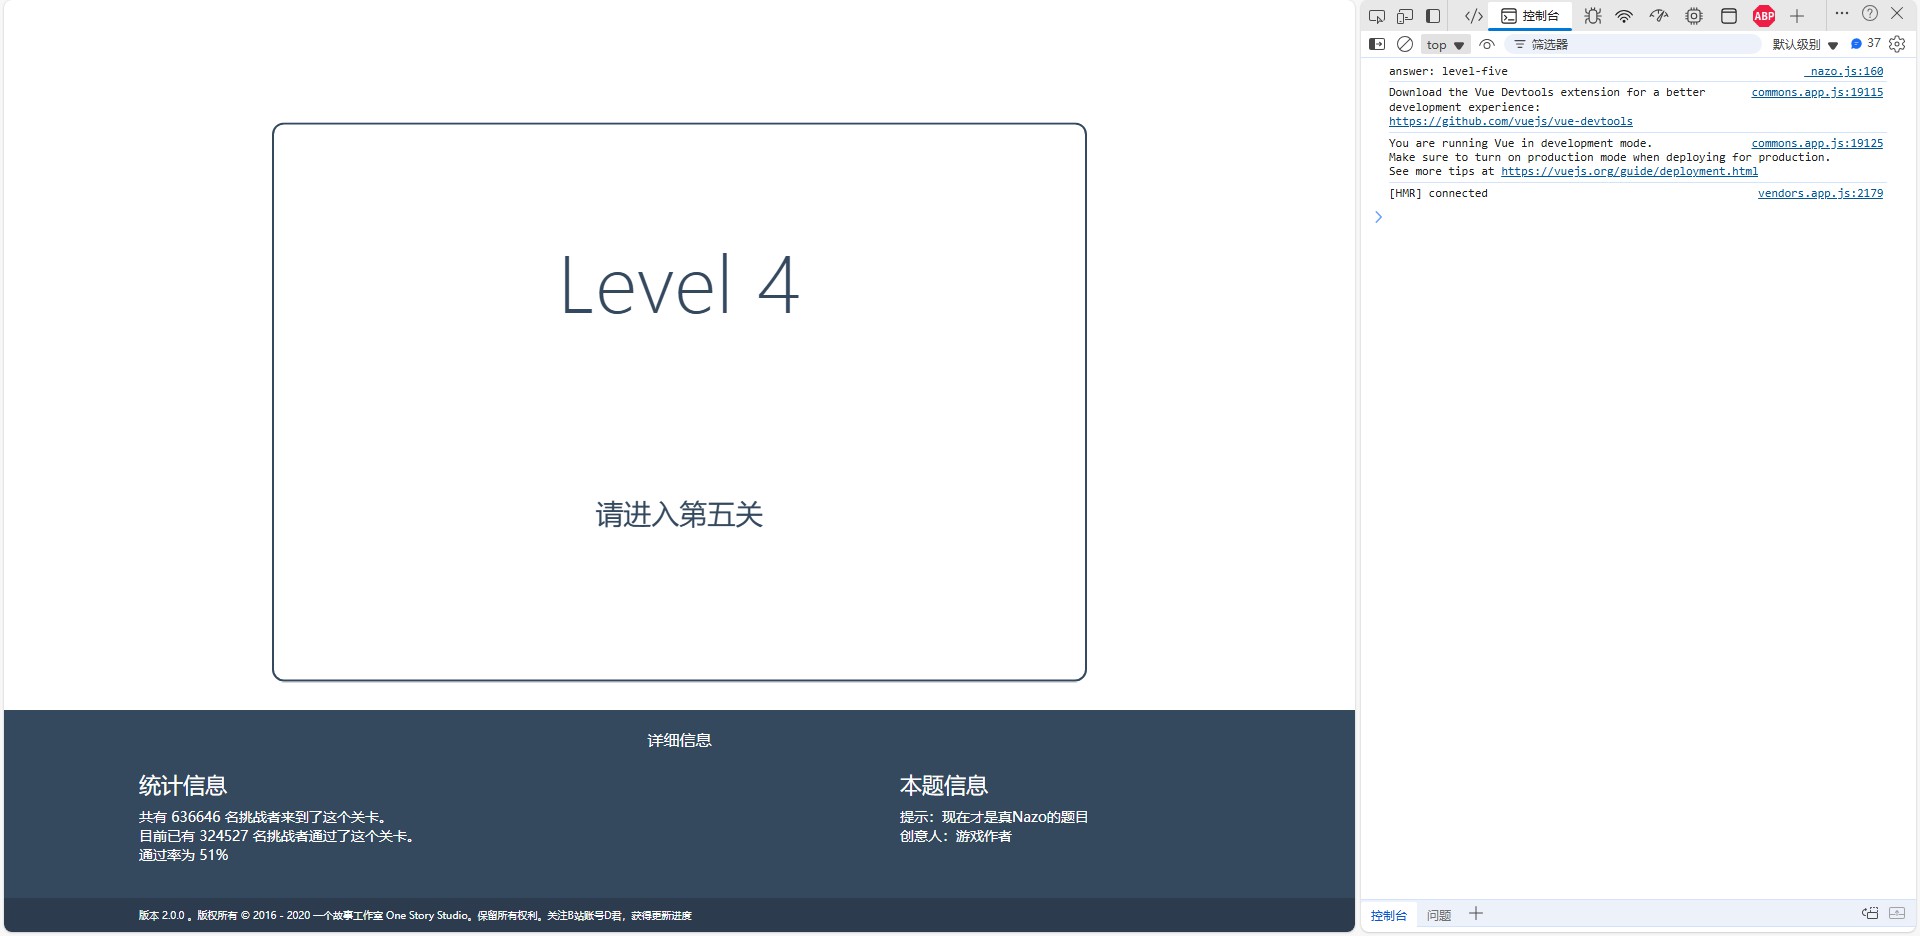 Level 4
请进入第五关
详细信息
统计信息
共有 636646 名挑战者来到了这个关卡。
目前已有 324527 名挑战者通过了这个关卡。
通过率为 51%
本题信息
提示：现在才是真Nazo的题目
创意人：游戏作者
版本 2.0.0 。版权所有 © 2016 - 2020 一个故事工作室 One Story Studio。保留所有权利。关注B站账号D君，获得更新进度
控制台
ABP
top
筛选器
默认级别
37
answer: level-five
_nazo.js:160
Download the Vue Devtools extension for a better
commons.app.js:19115
development experience:
https://github.com/vuejs/vue-devtools
You are running Vue in development mode.
commons.app.js:19125
Make sure to turn on production mode when deploying for production.
See more tips at https://vuejs.org/guide/deployment.html
[HMR] connected
vendors.app.js:2179
控制台
问题